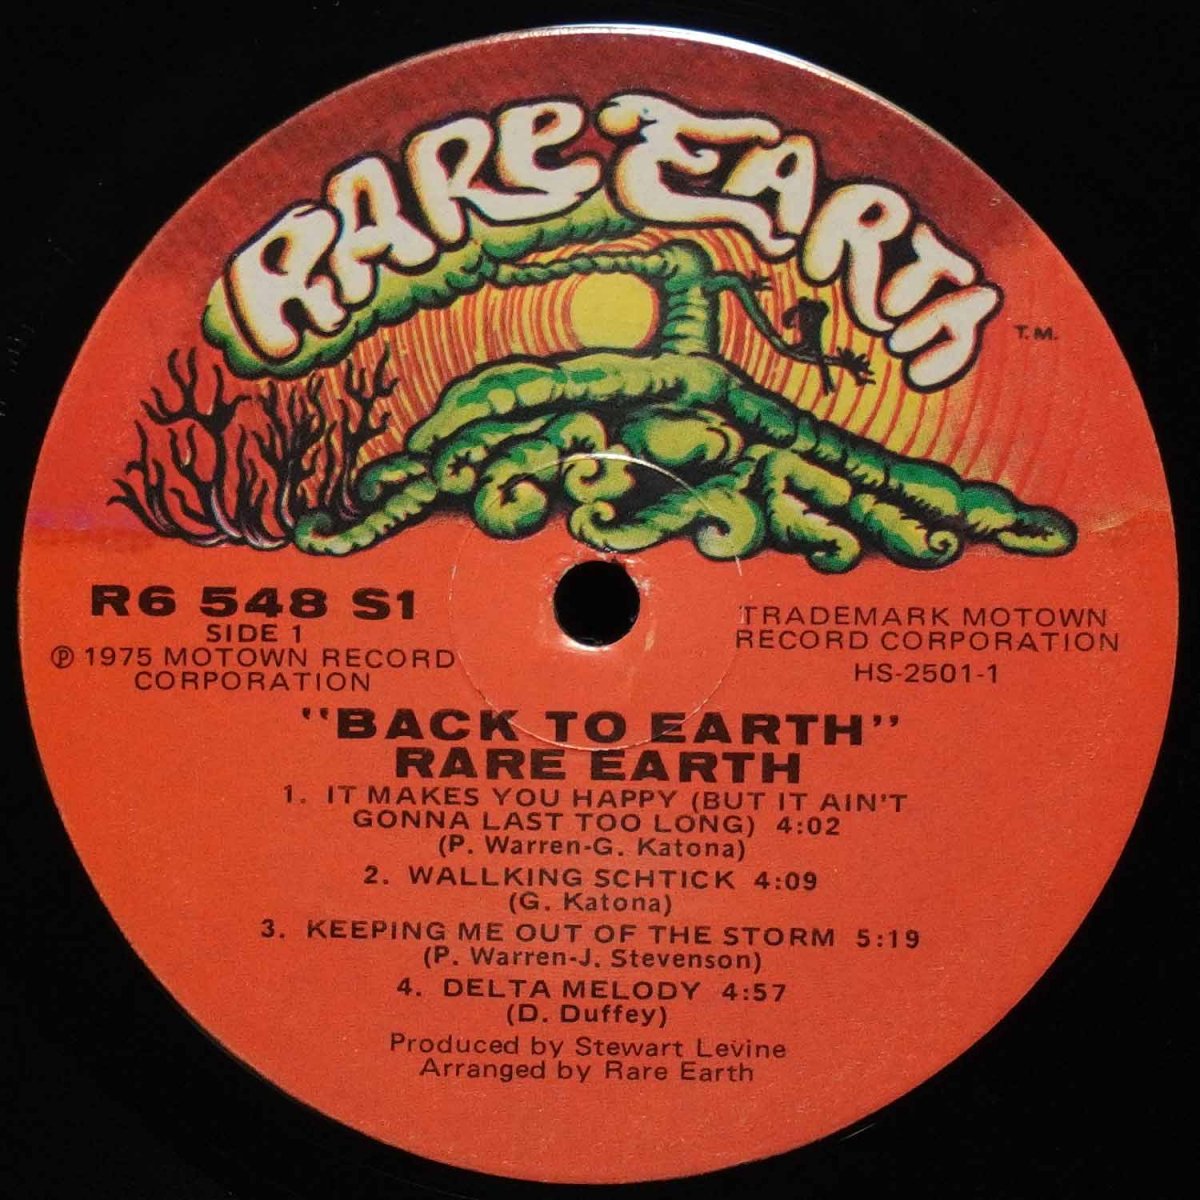 RARE EARTH
T.M.
R6 548 S1
SIDE 1
℗ 1975 MOTOWN RECORD
CORPORATION
TRADEMARK MOTOWN
RECORD CORPORATION
HS-2501-1
"BACK TO EARTH"
RARE EARTH
1. IT MAKES YOU HAPPY (BUT IT AIN'T
GONNA LAST TOO LONG) 4:02
(P. Warren-G. Katona)
2. WALLKING SCHTICK 4:09
(G. Katona)
3. KEEPING ME OUT OF THE STORM 5:19
(P. Warren-J. Stevenson)
4. DELTA MELODY 4:57
(D. Duffey)
Produced by Stewart Levine
Arranged by Rare Earth